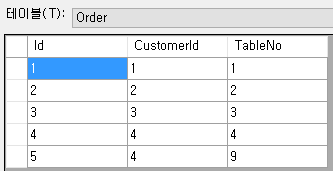 테이블(T): Order
Id CustomerId TableNo
1 1 1
2 2 2
3 3 3
4 4 4
5 4 9